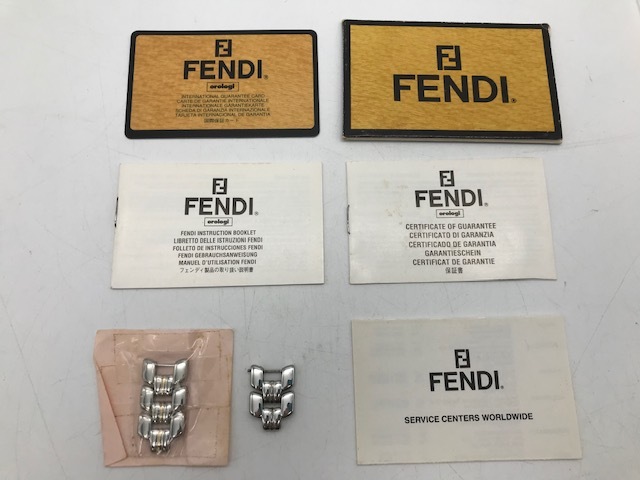 FENDI
orologi
INTERNATIONAL GUARANTEE CARD
CARTE DE GARANTIE INTERNATIONALE
INTERNATIONALE GARANTIEKARTE
SCHEDA DI GARANZIA INTERNAZIONALE
TARJETA INTERNACIONAL DE GARANTIA
国際保証カード
FENDI®
FENDI®
orologi
FENDI INSTRUCTION BOOKLET
LIBRETTO DELLE ISTRUZIONI FENDI
FOLLETO DE INSTRUCCIONES FENDI
FENDI GEBRAUCHSANWEISUNG
MANUEL D'UTILISATION FENDI
フェンディ製品の取り扱い説明書
FENDI®
orologi
CERTIFICATE OF GUARANTEE
CERTIFICATO DI GARANZIA
CERTIFICADO DE GARANTIA
GARANTIESCHEIN
CERTIFICAT DE GARANTIE
保証書
FENDI®
SERVICE CENTERS WORLDWIDE